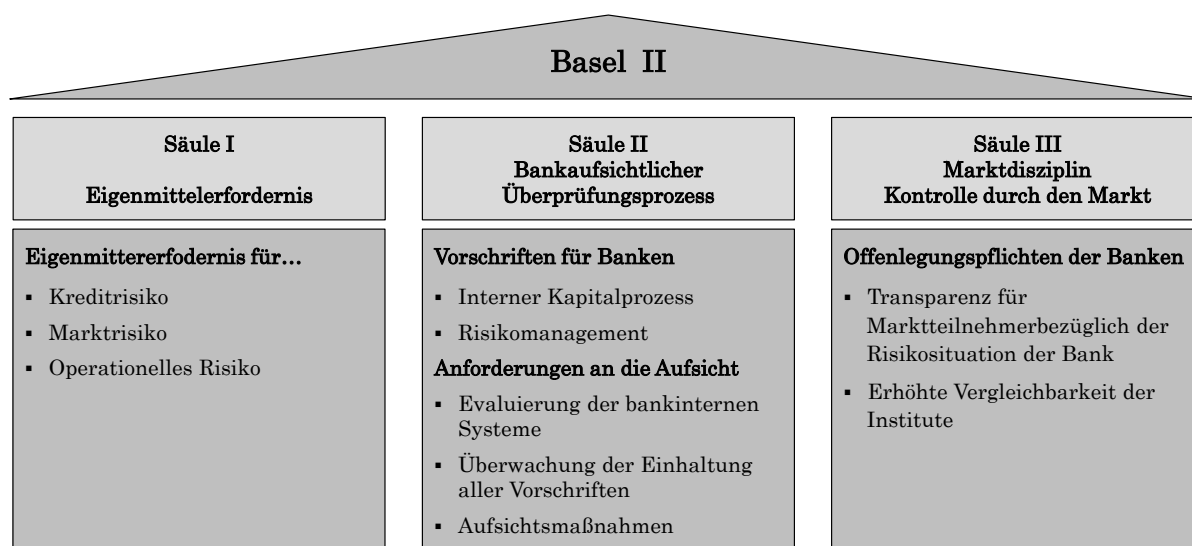 Basel II
Säule I
Eigenmittelerfordernis
Eigenmittererfodernis für...
▪ Kreditrisiko
▪ Marktrisiko
▪ Operationelles Risiko
Säule II
Bankaufsichtlicher
Überprüfungsprozess
Vorschriften für Banken
▪ Interner Kapitalprozess
▪ Risikomanagement
Anforderungen an die Aufsicht
▪ Evaluierung der bankinternen
Systeme
▪ Überwachung der Einhaltung
aller Vorschriften
▪ Aufsichtsmaßnahmen
Säule III
Marktdisziplin
Kontrolle durch den Markt
Offenlegungspflichten der Banken
▪ Transparenz für
Marktteilnehmerbezüglich der
Risikosituation der Bank
▪ Erhöhte Vergleichbarkeit der
Institute